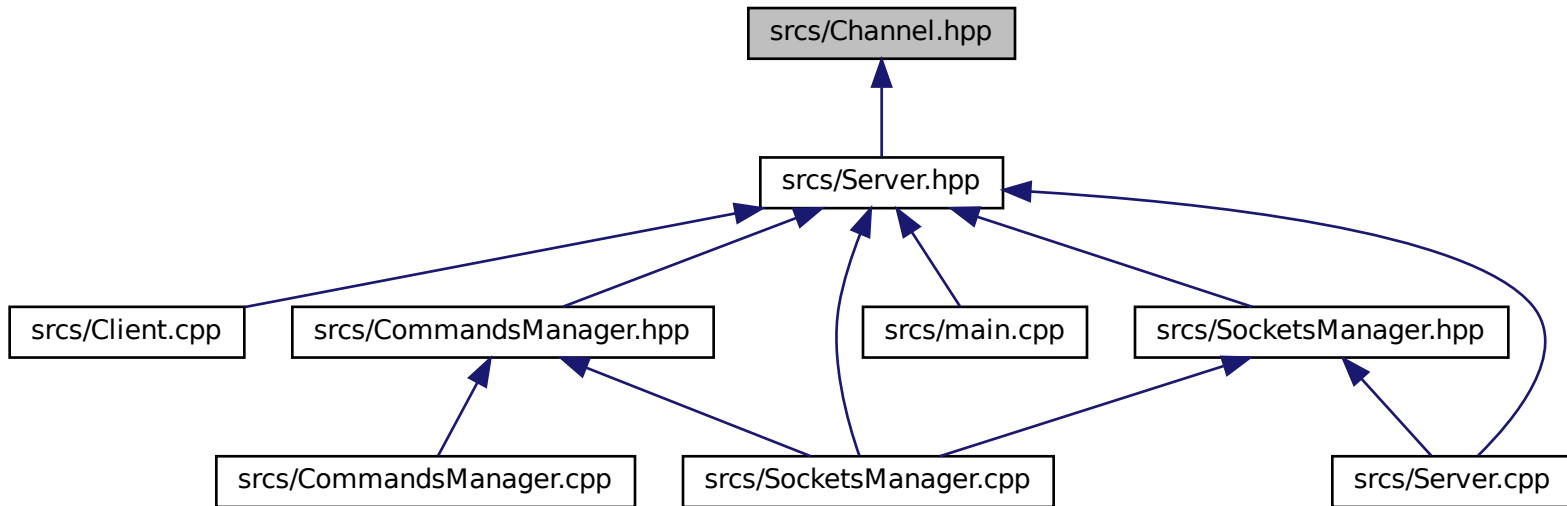 srcs/Channel.hpp
srcs/Server.hpp
srcs/Client.cpp
srcs/CommandsManager.hpp
srcs/main.cpp
srcs/SocketsManager.hpp
srcs/CommandsManager.cpp
srcs/SocketsManager.cpp
srcs/Server.cpp